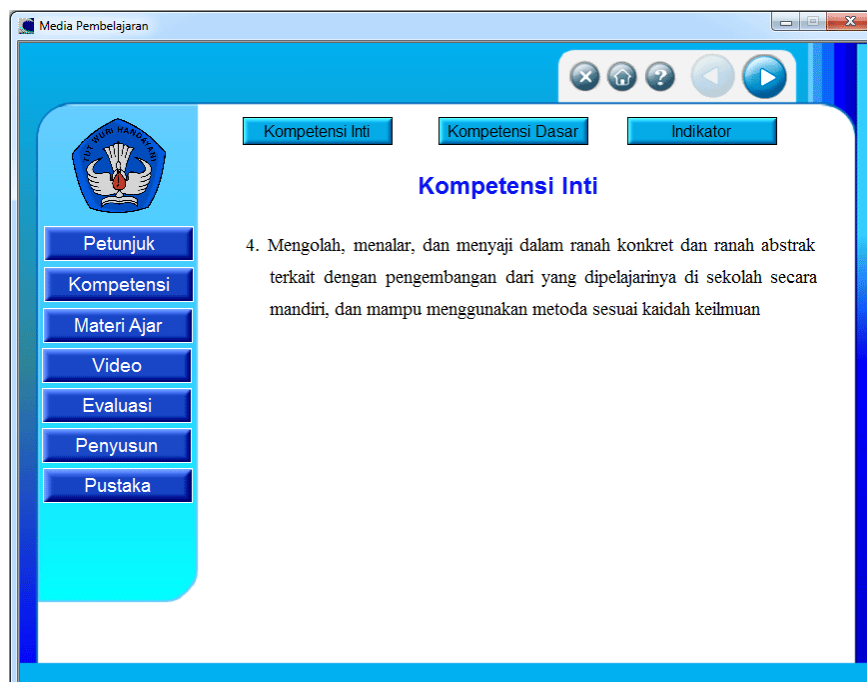 Media Pembelajaran
Kompetensi Inti
Kompetensi Dasar
Indikator
TUT WURI HANDAYANI
Kompetensi Inti
Petunjuk
Kompetensi
Materi Ajar
Video
Evaluasi
Penyusun
Pustaka
4. Mengolah, menalar, dan menyaji dalam ranah konkret dan ranah abstrak
terkait dengan pengembangan dari yang dipelajarinya di sekolah secara
mandiri, dan mampu menggunakan metoda sesuai kaidah keilmuan